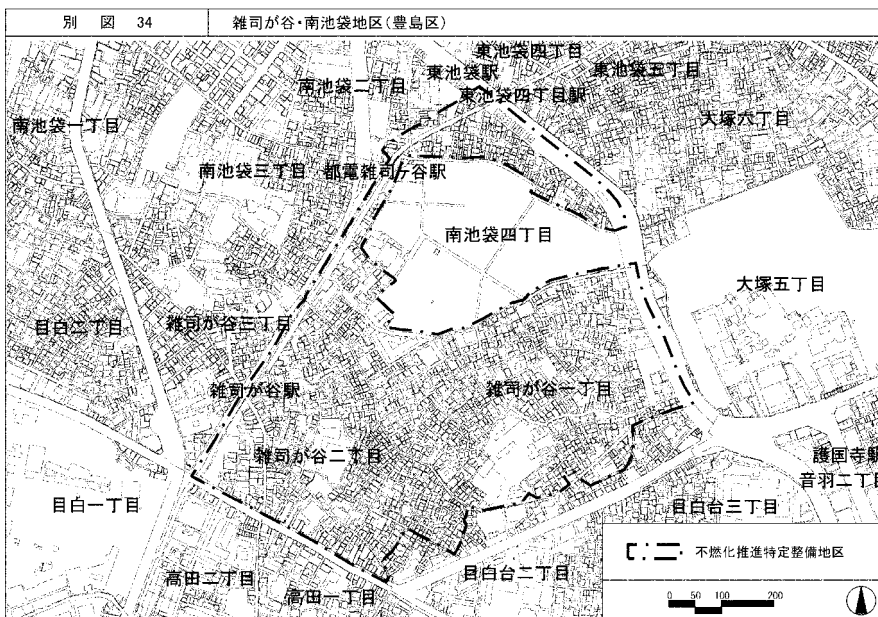 別 図 34
雑司が谷・南池袋地区（豊島区）
東池袋四丁目
東池袋駅
東池袋五丁目
南池袋二丁目
東池袋四丁目駅
南池袋一丁目
大塚六丁目
南池袋三丁目
都電雑司ケ谷駅
南池袋四丁目
大塚五丁目
目白二丁目
雑司が谷三丁目
雑司が谷駅
雑司が谷一丁目
雑司が谷二丁目
護国寺駅
音羽二丁目
目白一丁目
目白台三丁目
高田二丁目
目白台二丁目
高田一丁目
不燃化推進特定整備地区
0 50 100 200